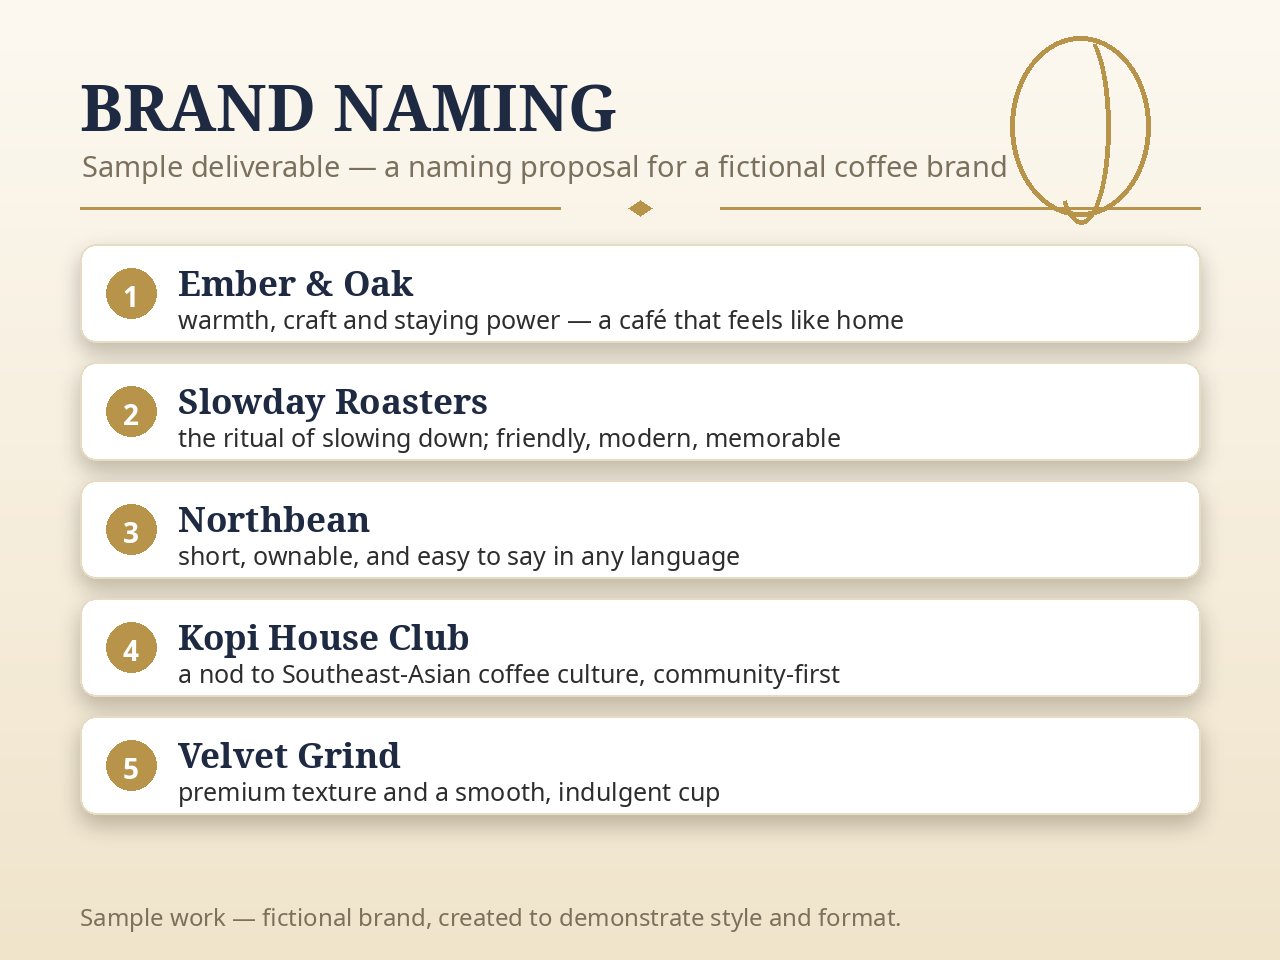 BRAND NAMING
Sample deliverable — a naming proposal for a fictional coffee brand
1
Ember & Oak
warmth, craft and staying power — a café that feels like home
2
Slowday Roasters
the ritual of slowing down; friendly, modern, memorable
3
Northbean
short, ownable, and easy to say in any language
4
Kopi House Club
a nod to Southeast-Asian coffee culture, community-first
5
Velvet Grind
premium texture and a smooth, indulgent cup
Sample work — fictional brand, created to demonstrate style and format.